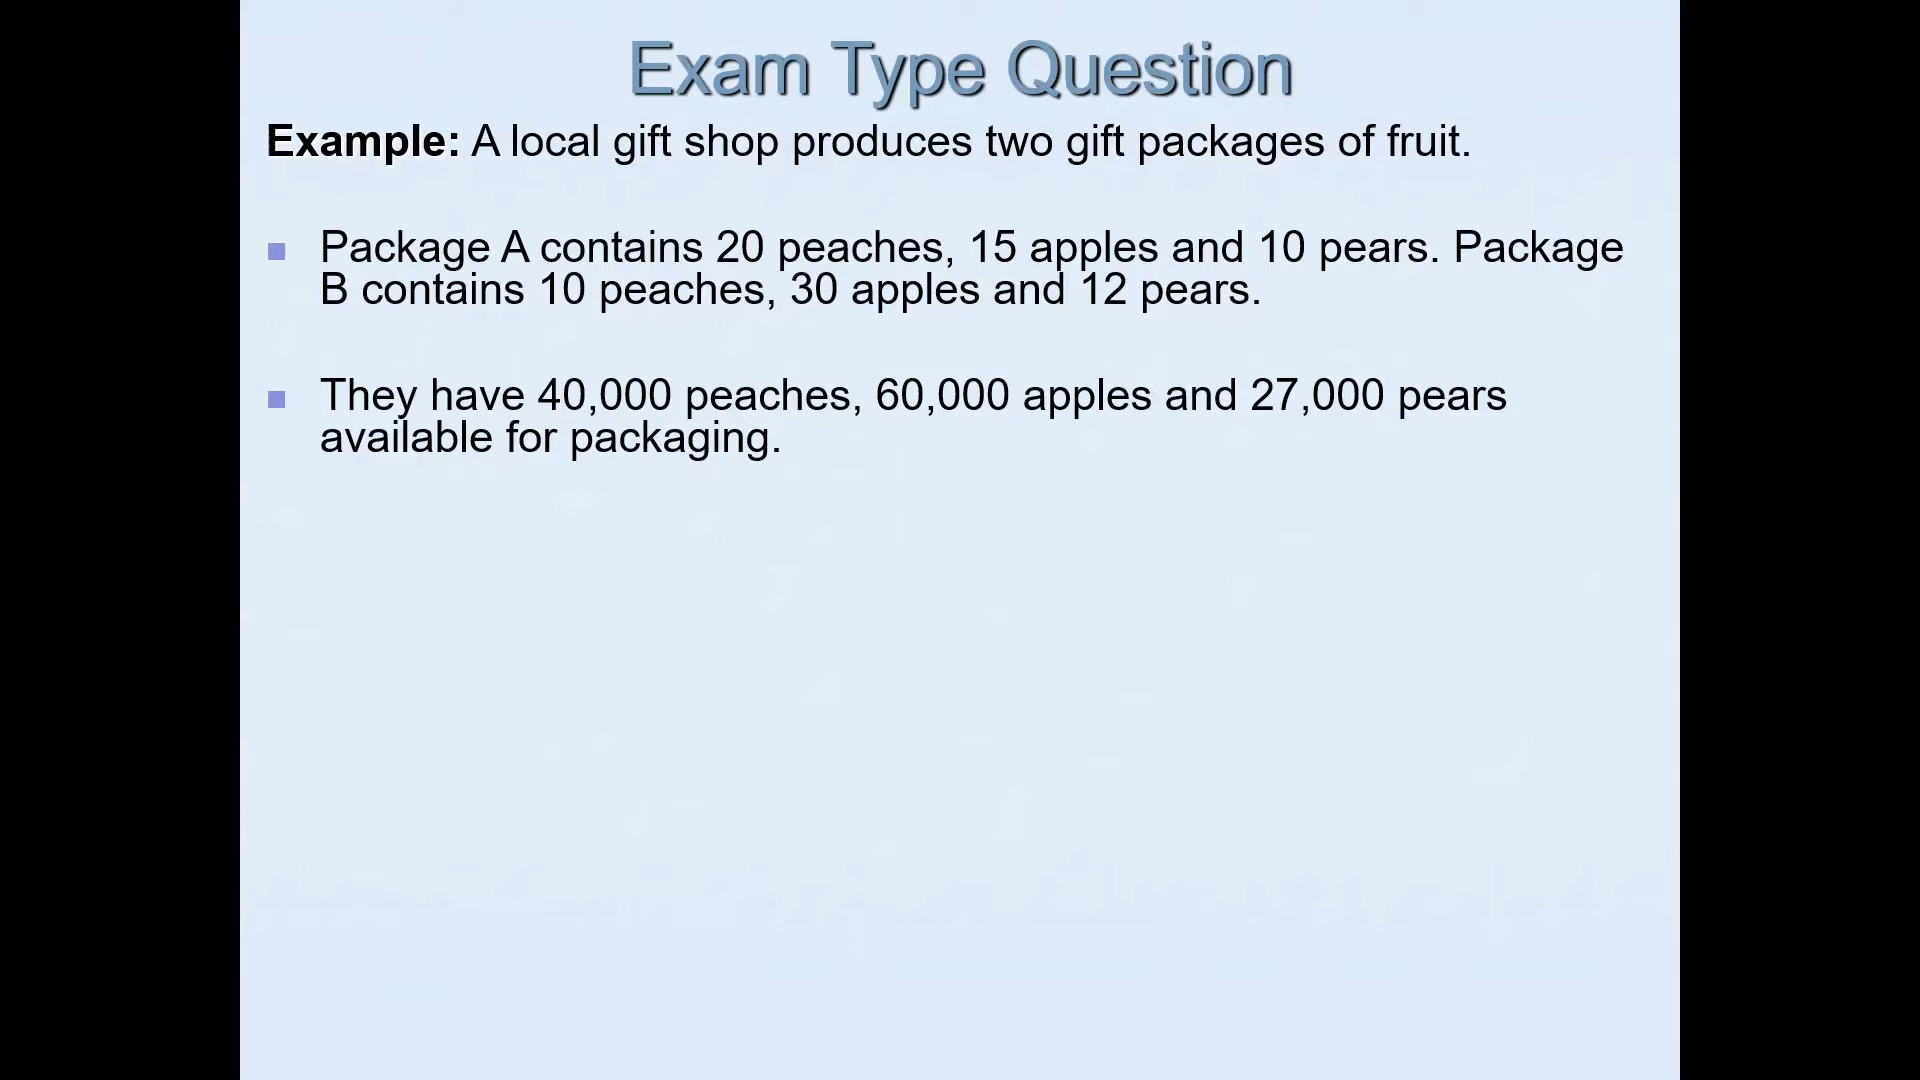 Exam Type Question
Example: A local gift shop produces two gift packages of fruit.
Package A contains 20 peaches, 15 apples and 10 pears. Package
B contains 10 peaches, 30 apples and 12 pears.
They have 40,000 peaches, 60,000 apples and 27,000 pears
available for packaging.